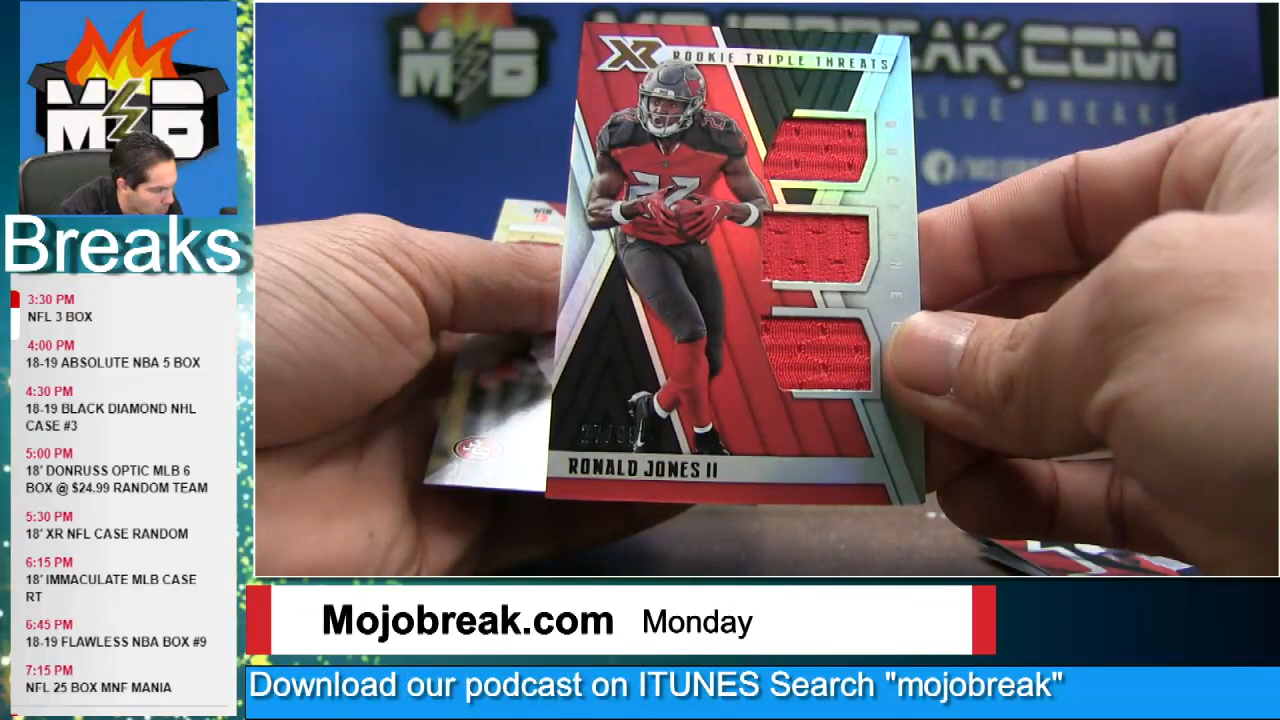 M B
Breaks
3:30 PM
NFL 3 BOX
4:00 PM
18-19 ABSOLUTE NBA 5 BOX
4:30 PM
18-19 BLACK DIAMOND NHL
CASE #3
5:00 PM
18' DONRUSS OPTIC MLB 6
BOX @ $24.99 RANDOM TEAM
5:30 PM
18' XR NFL CASE RANDOM
6:15 PM
18' IMMACULATE MLB CASE
RT
6:45 PM
18-19 FLAWLESS NBA BOX #9
7:15 PM
NFL 25 BOX MNF MANIA
M B
MOJOBREAK.COM
LIVE BREAKS
XR ROOKIE TRIPLE THREATS
RONALD JONES II
Mojobreak.com Monday
Download our podcast on ITUNES Search "mojobreak"